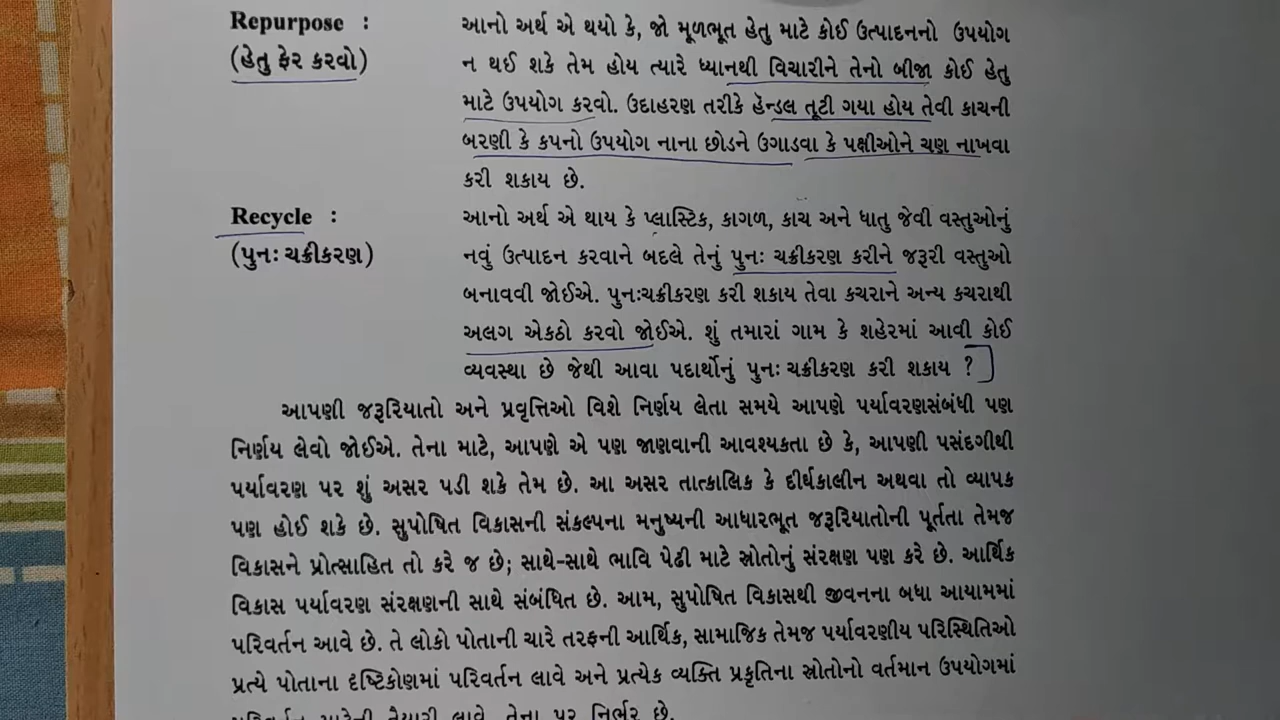 Repurpose : આનો અર્થ એ થયો કે, જો મૂળભૂત હેતુ માટે કોઈ ઉત્પાદનનો ઉપયોગ
(હેતુ ફેર કરવો) ન થઈ શકે તેમ હોય ત્યારે ધ્યાનથી વિચારીને તેનો બીજા કોઈ હેતુ
માટે ઉપયોગ કરવો. ઉદાહરણ તરીકે હૅન્ડલ તૂટી ગયા હોય તેવી કાચની
બરણી કે કપનો ઉપયોગ નાના છોડને ઉગાડવા કે પક્ષીઓને ચણ નાખવા
કરી શકાય છે.
Recycle : આનો અર્થ એ થાય કે પ્લાસ્ટિક, કાગળ, કાચ અને ધાતુ જેવી વસ્તુઓનું
(પુનઃ ચક્રીકરણ) નવું ઉત્પાદન કરવાને બદલે તેનું પુનઃ ચક્રીકરણ કરીને જરૂરી વસ્તુઓ
બનાવવી જોઈએ. પુનઃચક્રીકરણ કરી શકાય તેવા કચરાને અન્ય કચરાથી
અલગ એકઠો કરવો જોઈએ. શું તમારાં ગામ કે શહેરમાં આવી કોઈ
વ્યવસ્થા છે જેથી આવા પદાર્થોનું પુનઃ ચક્રીકરણ કરી શકાય ?
આપણી જરૂરિયાતો અને પ્રવૃત્તિઓ વિશે નિર્ણય લેતા સમયે આપણે પર્યાવરણસંબંધી પણ
નિર્ણય લેવો જોઈએ. તેના માટે, આપણે એ પણ જાણવાની આવશ્યકતા છે કે, આપણી પસંદગીથી
પર્યાવરણ પર શું અસર પડી શકે તેમ છે. આ અસર તાત્કાલિક કે દીર્ઘકાલીન અથવા તો વ્યાપક
પણ હોઈ શકે છે. સુપોષિત વિકાસની સંકલ્પના મનુષ્યની આધારભૂત જરૂરિયાતોની પૂર્તતા તેમજ
વિકાસને પ્રોત્સાહિત તો કરે જ છે; સાથે-સાથે ભાવિ પેઢી માટે સ્રોતોનું સંરક્ષણ પણ કરે છે. આર્થિક
વિકાસ પર્યાવરણ સંરક્ષણની સાથે સંબંધિત છે. આમ, સુપોષિત વિકાસથી જીવનના બધા આયામમાં
પરિવર્તન આવે છે. તે લોકો પોતાની ચારે તરફની આર્થિક, સામાજિક તેમજ પર્યાવરણીય પરિસ્થિતિઓ
પ્રત્યે પોતાના દૃષ્ટિકોણમાં પરિવર્તન લાવે અને પ્રત્યેક વ્યક્તિ પ્રકૃતિના સ્રોતોનો વર્તમાન ઉપયોગમાં
પરિવર્તન માટેની તૈયારી લાવે, તેના પર નિર્ભર છે.